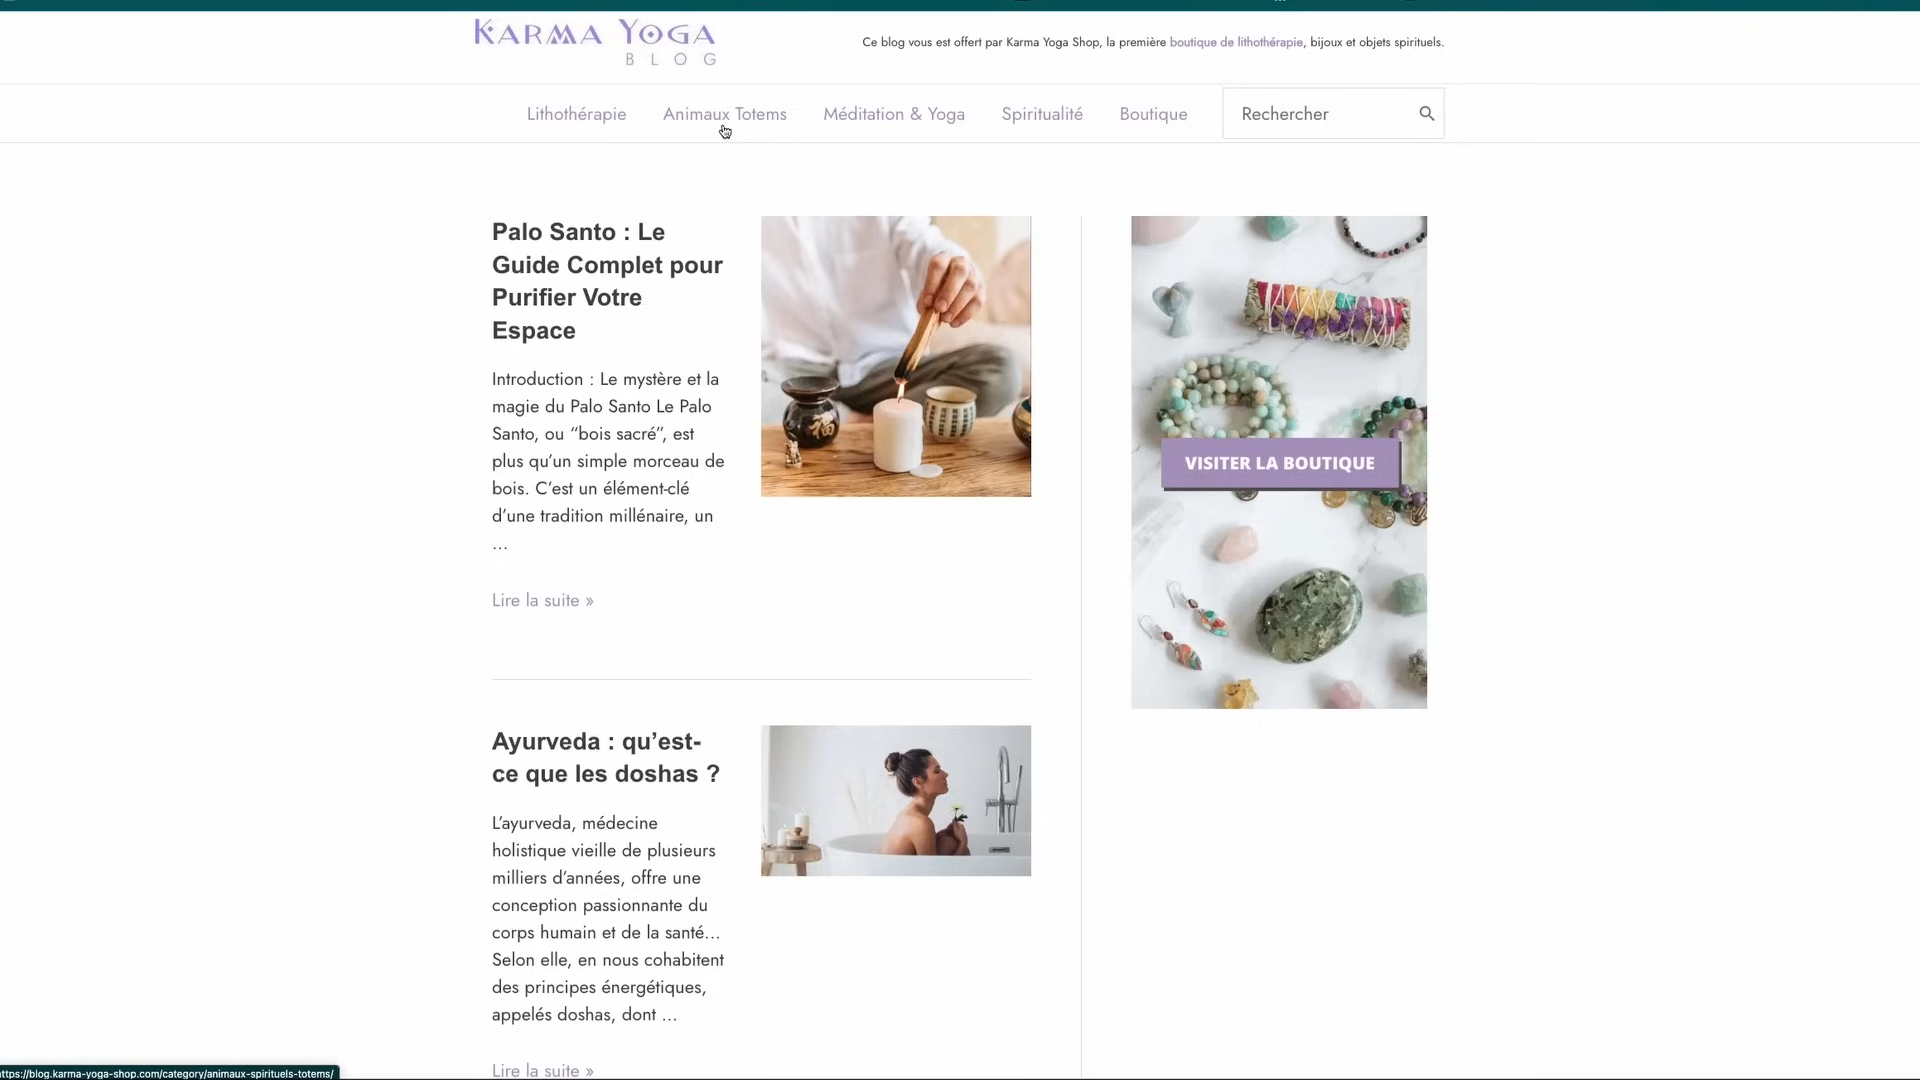 KARMA YOGA
BLOG
Ce blog vous est offert par Karma Yoga Shop, la première boutique de lithothérapie, bijoux et objets spirituels.
Lithothérapie
Animaux Totems
Méditation & Yoga
Spiritualité
Boutique
Rechercher
Palo Santo : Le
Guide Complet pour
Purifier Votre
Espace
Introduction : Le mystère et la
magie du Palo Santo Le Palo
Santo, ou “bois sacré”, est
plus qu’un simple morceau de
bois. C’est un élément-clé
d’une tradition millénaire, un
…
Lire la suite »
福
VISITER LA BOUTIQUE
Ayurveda : qu’est-
ce que les doshas ?
L’ayurveda, médecine
holistique vieille de plusieurs
milliers d’années, offre une
conception passionnante du
corps humain et de la santé…
Selon elle, en nous cohabitent
des principes énergétiques,
appelés doshas, dont …
Lire la suite »
ttps://blog.karma-yoga-shop.com/category/animaux-spirituels-totems/